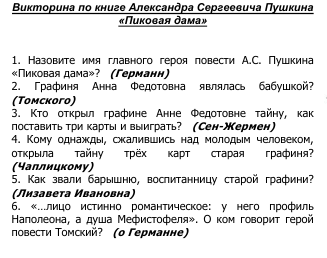 Викторина по книге Александра Сергеевича Пушкина
«Пиковая дама»
1. Назовите имя главного героя повести А.С. Пушкина
«Пиковая дама»? (Германн)
2. Графиня Анна Федотовна являлась бабушкой?
(Томского)
3. Кто открыл графине Анне Федотовне тайну, как
поставить три карты и выиграть? (Сен-Жермен)
4. Кому однажды, сжалившись над молодым человеком,
открыла тайну трёх карт старая графиня?
(Чаплицкому)
5. Как звали барышню, воспитанницу старой графини?
(Лизавета Ивановна)
6. «…лицо истинно романтическое: у него профиль
Наполеона, а душа Мефистофеля». О ком говорит герой
повести Томский? (о Германне)